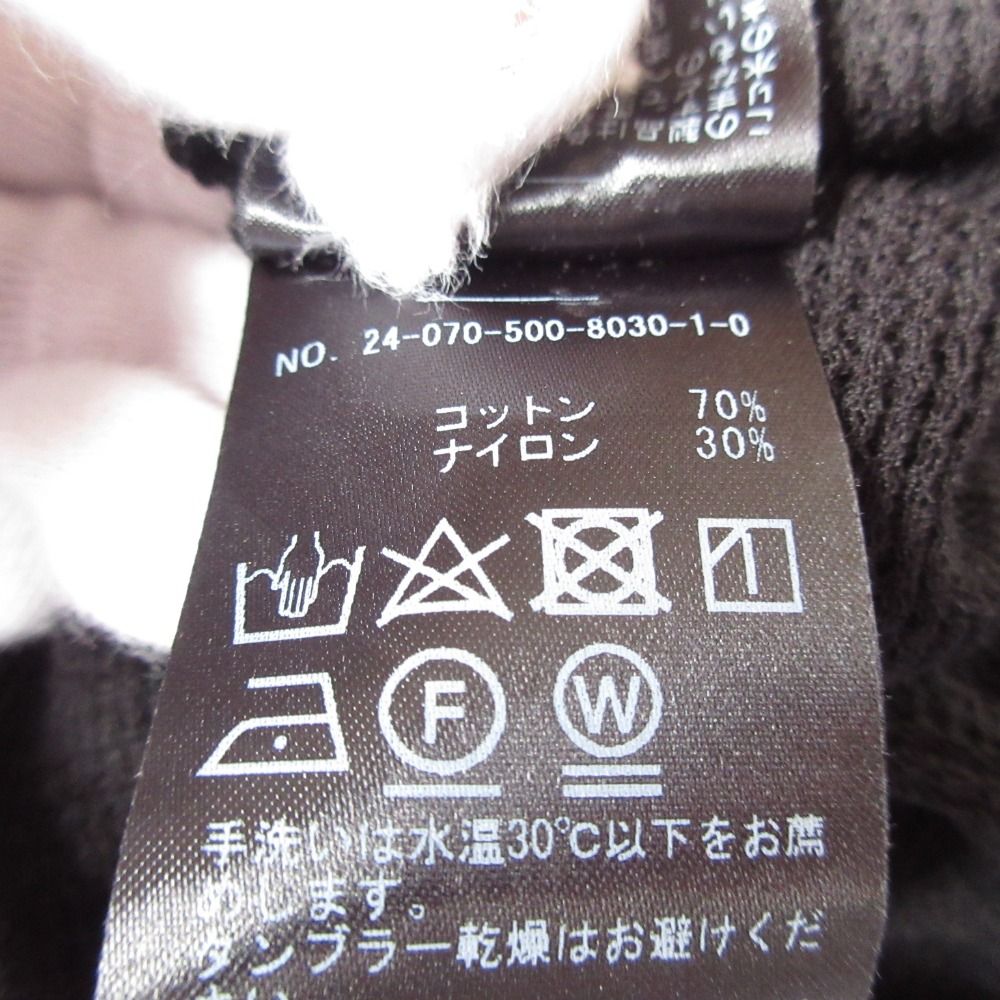 NO. 24-070-500-8030-1-0
コットン 70%
ナイロン 30%
F
W
手洗いは水温30℃以下をお薦
めします。
タンブラー乾燥はお避けくだ
さい